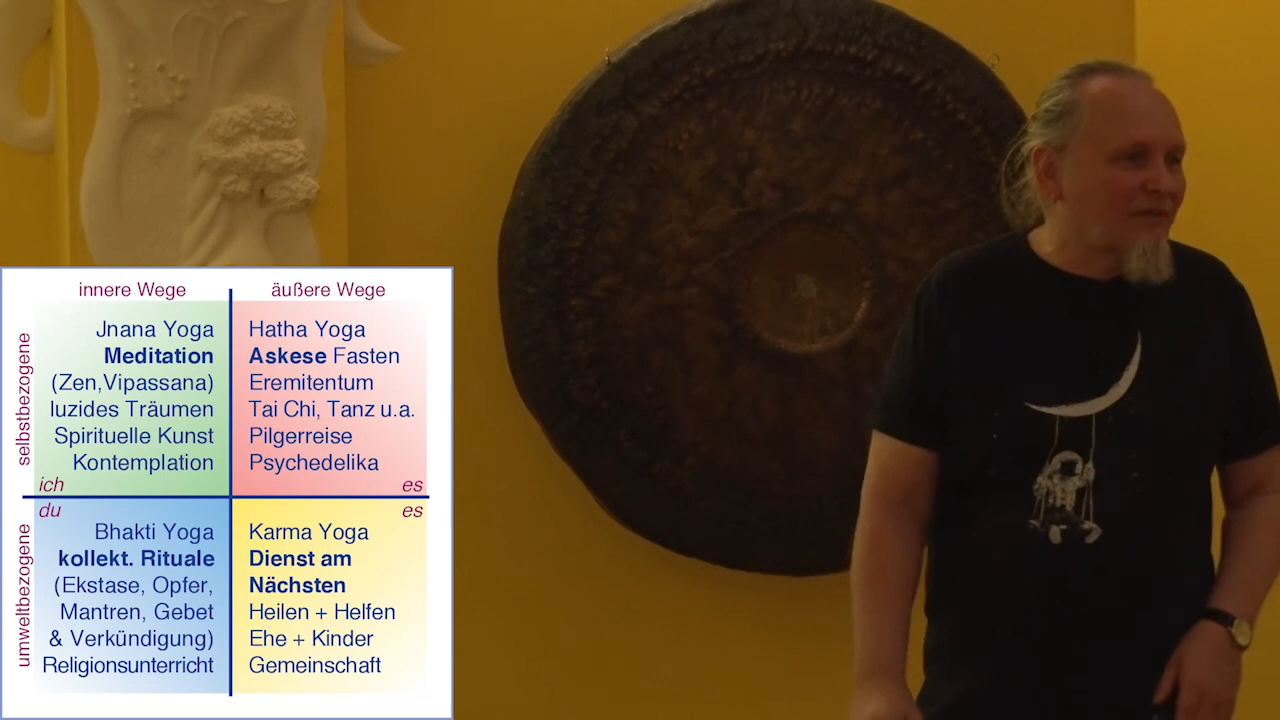 innere Wege
äußere Wege
selbstbezogene
Jnana Yoga
Meditation
(Zen,Vipassana)
luzides Träumen
Spirituelle Kunst
Kontemplation
ich
Hatha Yoga
Askese Fasten
Eremitentum
Tai Chi, Tanz u.a.
Pilgerreise
Psychedelika
es
umweltbezogene
du
Bhakti Yoga
kollekt. Rituale
(Ekstase, Opfer,
Mantren, Gebet
& Verkündigung)
Religionsunterricht
es
Karma Yoga
Dienst am
Nächsten
Heilen + Helfen
Ehe + Kinder
Gemeinschaft